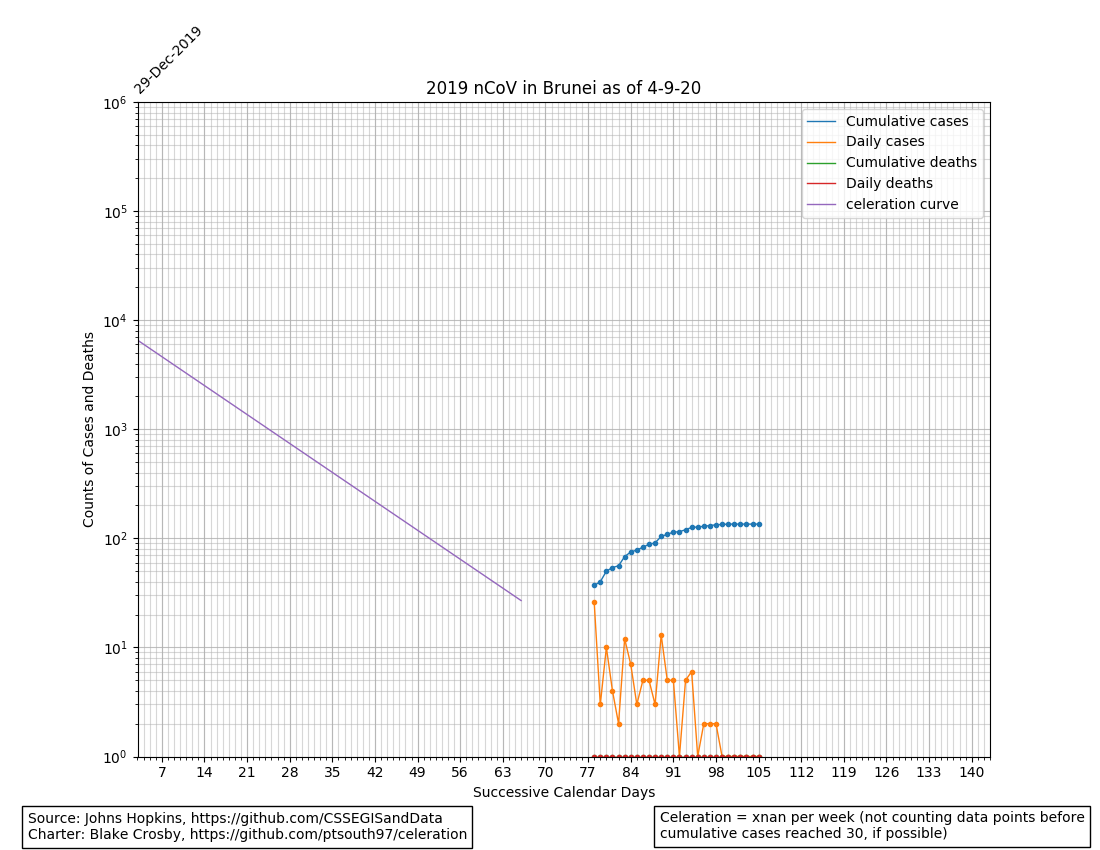 29-Dec-2019
2019 nCoV in Brunei as of 4-9-20
Cumulative cases
Daily cases
Cumulative deaths
Daily deaths
celeration curve
Counts of Cases and Deaths
10^6
10^5
10^4
10^3
10^2
10^1
10^0
7 14 21 28 35 42 49 56 63 70 77 84 91 98 105 112 119 126 133 140
Successive Calendar Days
Source: Johns Hopkins, https://github.com/CSSEGISandData
Charter: Blake Crosby, https://github.com/ptsouth97/celeration
Celeration = xnan per week (not counting data points before
cumulative cases reached 30, if possible)